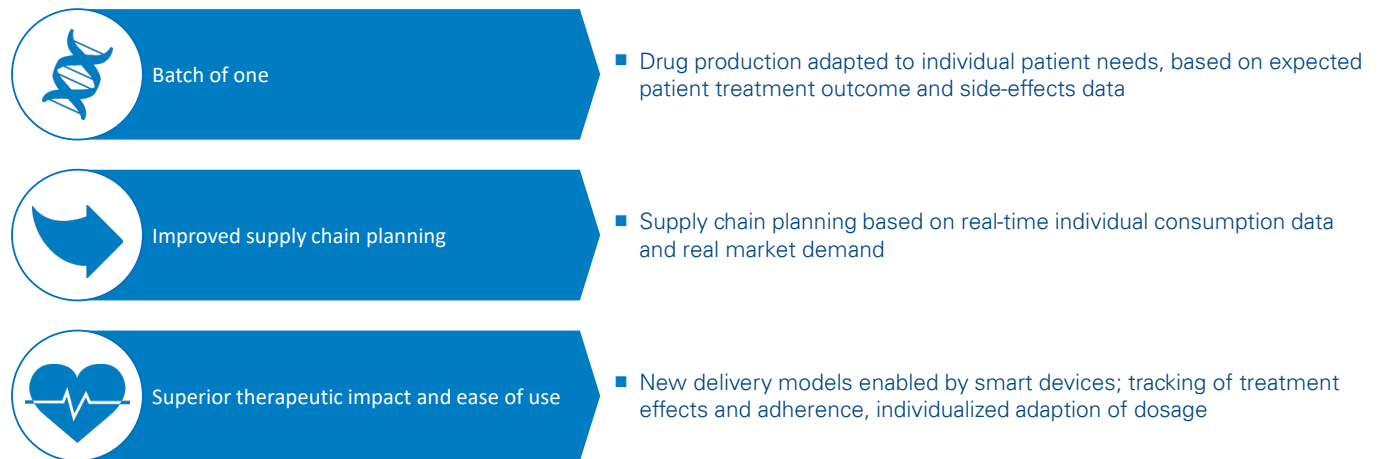 Batch of one
■ Drug production adapted to individual patient needs, based on expected
patient treatment outcome and side-effects data
Improved supply chain planning
■ Supply chain planning based on real-time individual consumption data
and real market demand
Superior therapeutic impact and ease of use
■ New delivery models enabled by smart devices; tracking of treatment
effects and adherence, individualized adaption of dosage